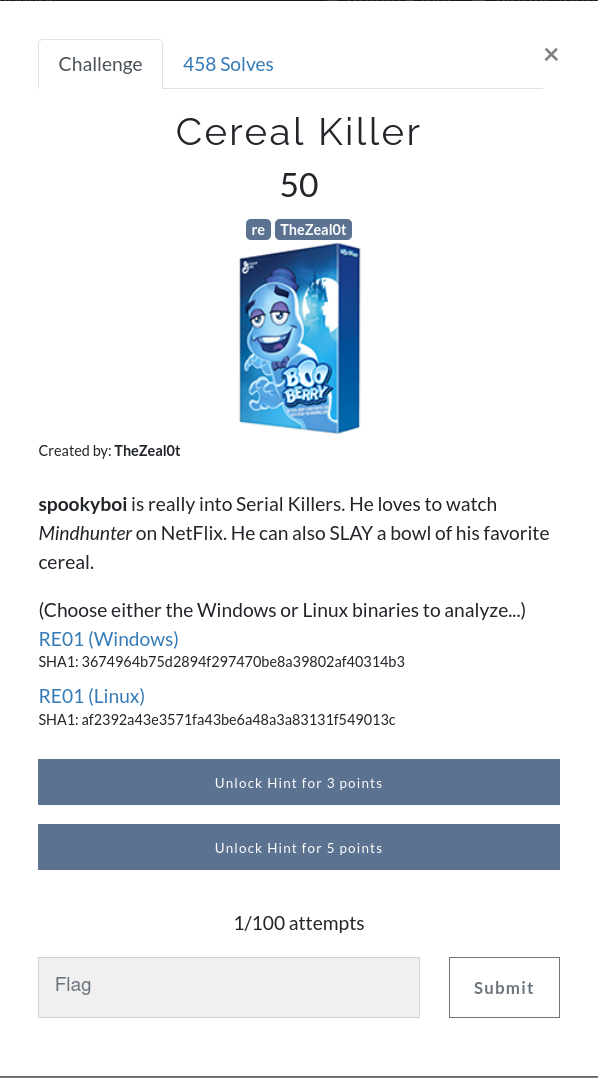 Challenge
458 Solves
×
Cereal Killer
50
re
TheZeal0t
BOO
BERRY
Created by: TheZeal0t
spookyboi is really into Serial Killers. He loves to watch
Mindhunter on NetFlix. He can also SLAY a bowl of his favorite
cereal.
(Choose either the Windows or Linux binaries to analyze...)
RE01 (Windows)
SHA1: 3674964b75d2894f297470be8a39802af40314b3
RE01 (Linux)
SHA1: af2392a43e3571fa43be6a48a3a83131f549013c
Unlock Hint for 3 points
Unlock Hint for 5 points
1/100 attempts
Flag
Submit